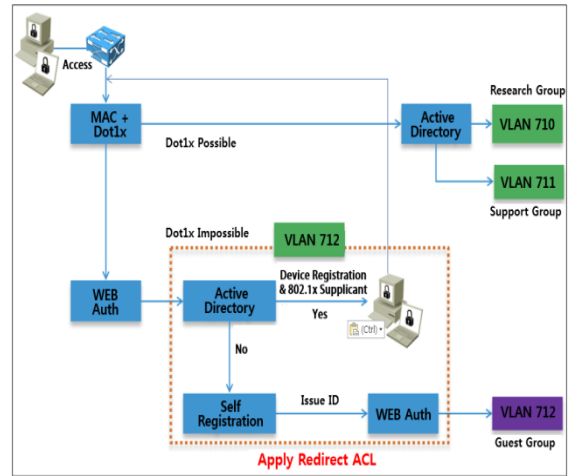 Access
MAC +
Dot1x
Dot1x Possible
Active
Directory
Research Group
VLAN 710
VLAN 711
Support Group
Dot1x Impossible
VLAN 712
WEB
Auth
Active
Directory
Device Registration
& 802.1x Supplicant
Yes
(Ctrl)
No
Self
Registration
Issue ID
WEB Auth
VLAN 712
Guest Group
Apply Redirect ACL